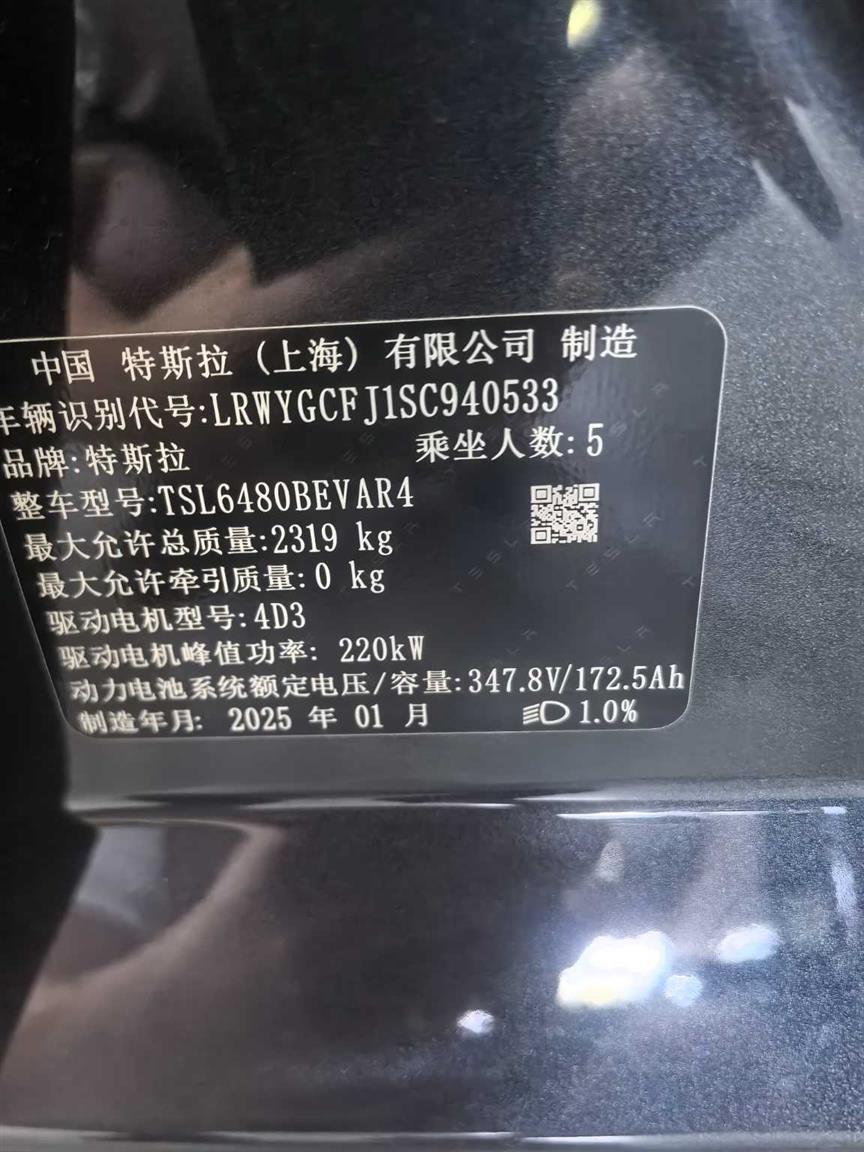 中国 特斯拉 (上海) 有限公司 制造
车辆识别代号:LRWYGCFJ1SC940533
品牌:特斯拉 乘坐人数:5
整车型号:TSL6480BEVAR4
最大允许总质量:2319 kg
最大允许牵引质量:0 kg
驱动电机型号:4D3
驱动电机峰值功率: 220kW
动力电池系统额定电压/容量:347.8V/172.5Ah
制造年月: 2025 年 01 月 1.0%
TESLA TESLA TESLA